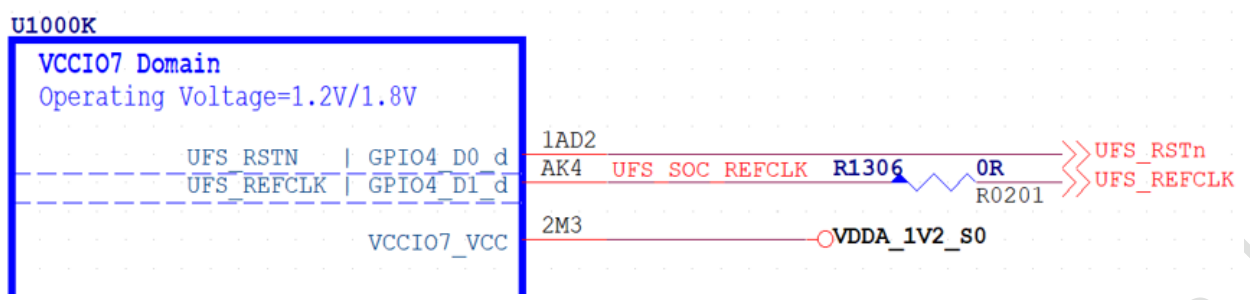 U1000K
VCCIO7 Domain
Operating Voltage=1.2V/1.8V
UFS_RSTN | GPIO4_D0_d 1AD2 UFS_RSTn
UFS_REFCLK | GPIO4_D1_d AK4 UFS_SOC_REFCLK R1306 0R UFS_REFCLK
R0201
VCCIO7_VCC 2M3 VDDA_1V2_S0